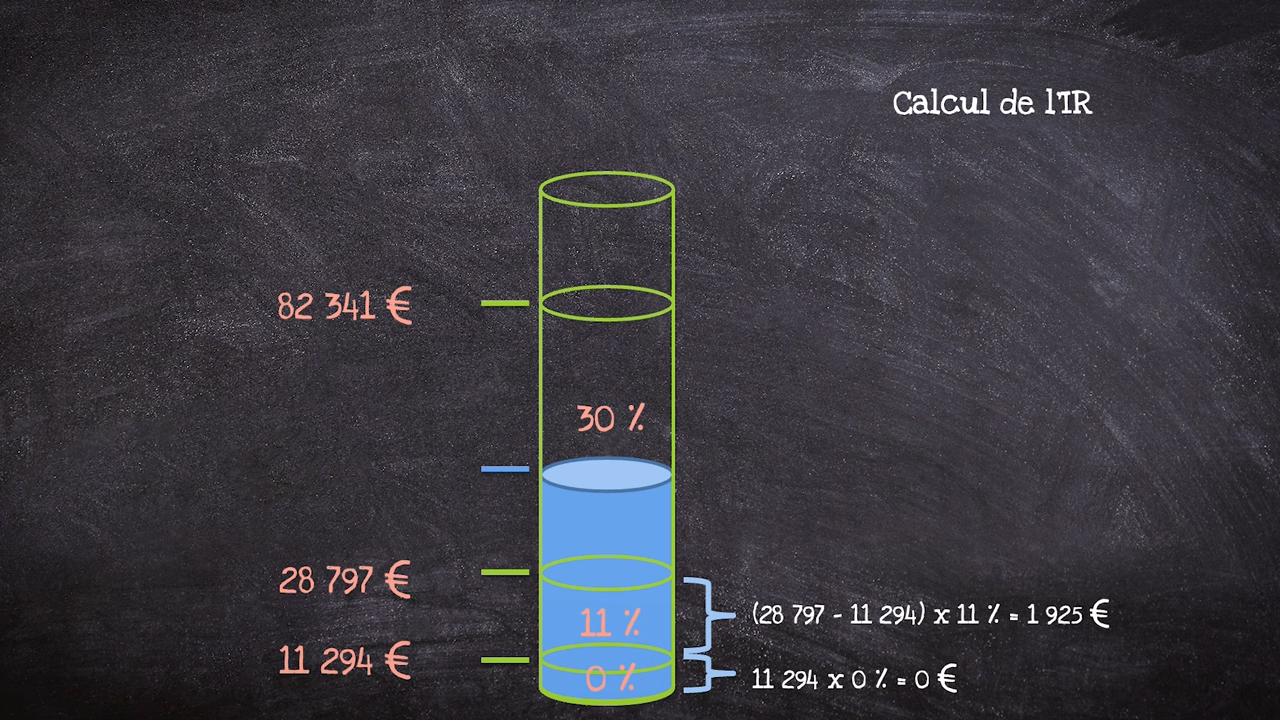 Calcul de l'IR
82 341 €
30 %
28 797 €
11 %
(28 797 - 11 294) x 11 % = 1 925 €
11 294 €
0 %
11 294 x 0 % = 0 €